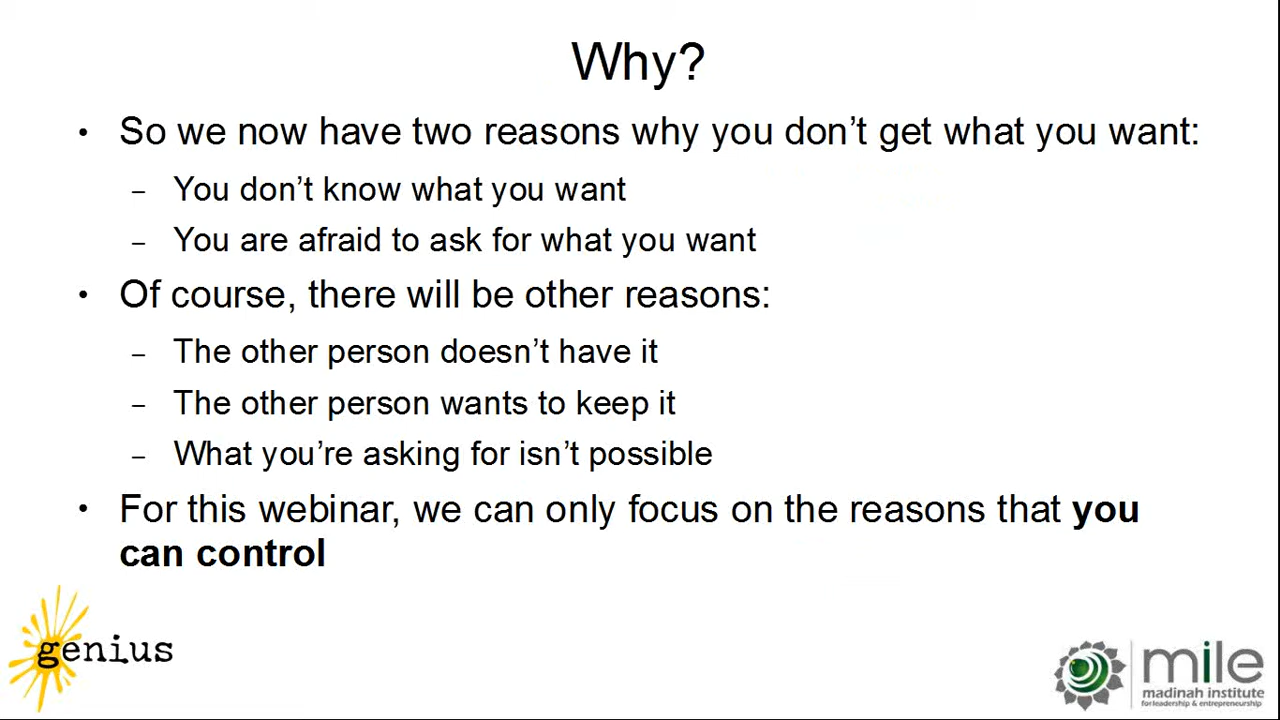 Why?
• So we now have two reasons why you don't get what you want:
– You don't know what you want
– You are afraid to ask for what you want
• Of course, there will be other reasons:
– The other person doesn't have it
– The other person wants to keep it
– What you're asking for isn't possible
• For this webinar, we can only focus on the reasons that you
can control
genius
mile
madinah institute
for leadership & entrepreneurship